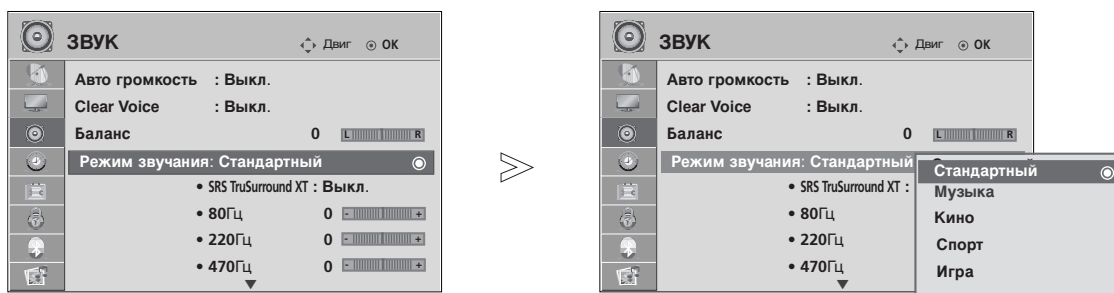 ЗВУК
Двиг ОК
Авто громкость : Выкл.
Clear Voice : Выкл.
Баланс 0 L R
Режим звучания: Стандартный
• SRS TruSurround XT : Выкл.
• 80Гц 0 - +
• 220Гц 0 - +
• 470Гц 0 - +
ЗВУК
Двиг ОК
Авто громкость : Выкл.
Clear Voice : Выкл.
Баланс 0 L R
Режим звучания: Стандартный
• SRS TruSurround XT :
• 80Гц
• 220Гц
• 470Гц
Стандартный
Музыка
Кино
Спорт
Игра